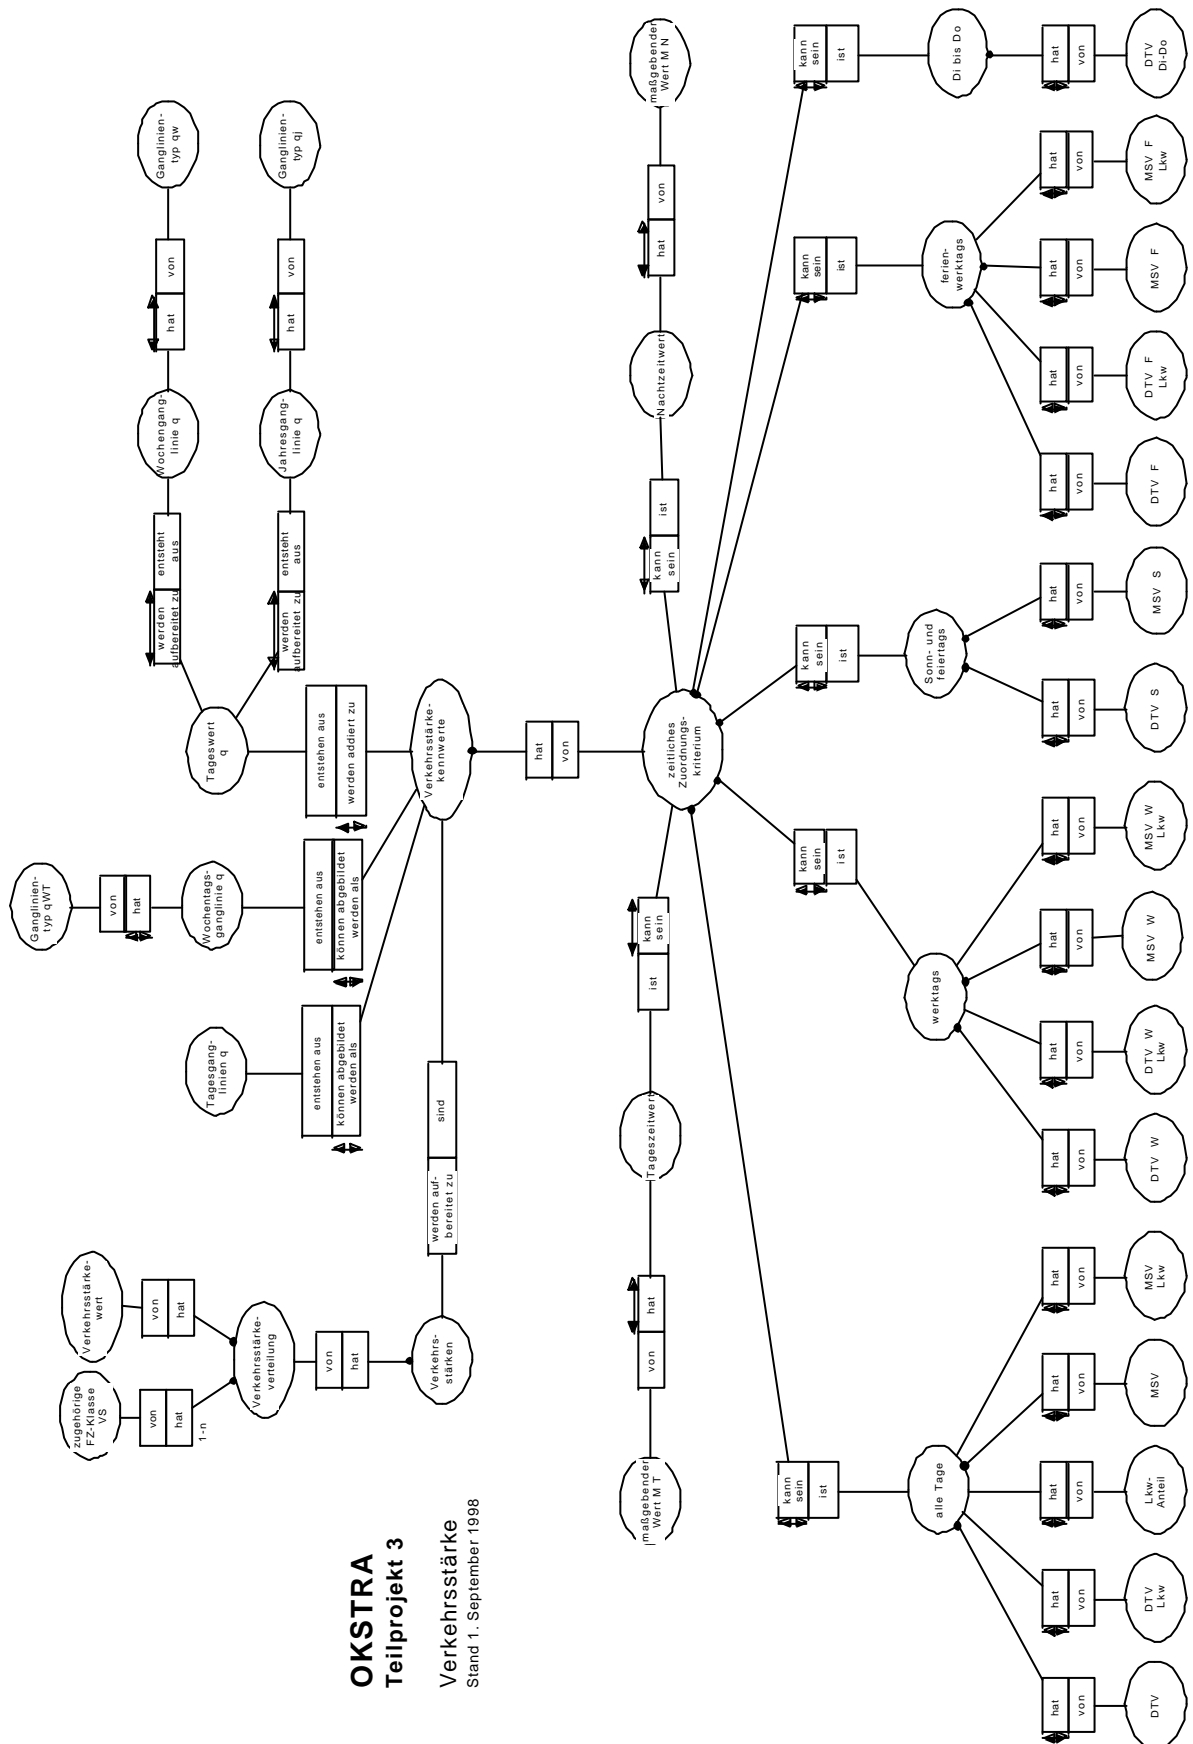 OKSTRA
Teilprojekt 3
Verkehrsstärke
Stand 1. September 1998
zugehörige
FZ-Klasse
VS
von
hat
1-n
Verkehrsstärke-
wert
von
hat
Verkehrsstärke-
verteilung
von
hat
Verkehrs-
stärken
werden auf-
bereitet zu
sind
Tagesgang-
linien q
entstehen aus
können abgebildet
werden als
Ganglinien-
typ qWT
von
hat
Wochentags-
ganglinie q
entstehen aus
können abgebildet
werden als
Tageswert
q
entstehen aus
werden addiert zu
Verkehrsstärke-
kennwerte
werden
aufbereitet zu
entsteht
aus
Wochengang-
linie q
hat
von
Ganglinien-
typ qw
werden
aufbereitet zu
entsteht
aus
Jahresgang-
linie q
hat
von
Ganglinien-
typ qj
hat
von
maßgebender
Wert M T
von
hat
Tageszeitwert
ist
kann
sein
zeitliches
Zuordnungs-
kriterium
kann
sein
ist
Nachtzeitwert
hat
von
maßgebender
Wert M N
kann
sein
ist
kann
sein
ist
kann
sein
ist
kann
sein
ist
kann
sein
ist
alle Tage
werktags
Sonn- und
feiertags
ferien-
werktags
Di bis Do
hat
von
hat
von
hat
von
hat
von
hat
von
hat
von
hat
von
hat
von
hat
von
hat
von
hat
von
hat
von
hat
von
hat
von
hat
von
hat
von
DTV
DTV
Lkw
Lkw-
Anteil
MSV
MSV
Lkw
DTV W
DTV W
Lkw
MSV W
MSV W
Lkw
DTV S
MSV S
DTV F
DTV F
Lkw
MSV F
MSV F
Lkw
DTV
Di-Do